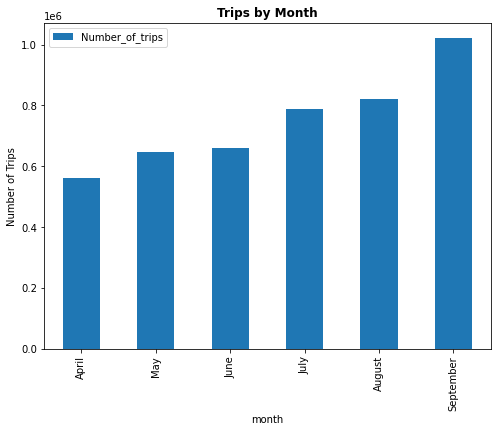 Trips by Month
1e6
Number_of_trips
Number of Trips
1.0
0.8
0.6
0.4
0.2
0.0
April
May
June
July
August
September
month